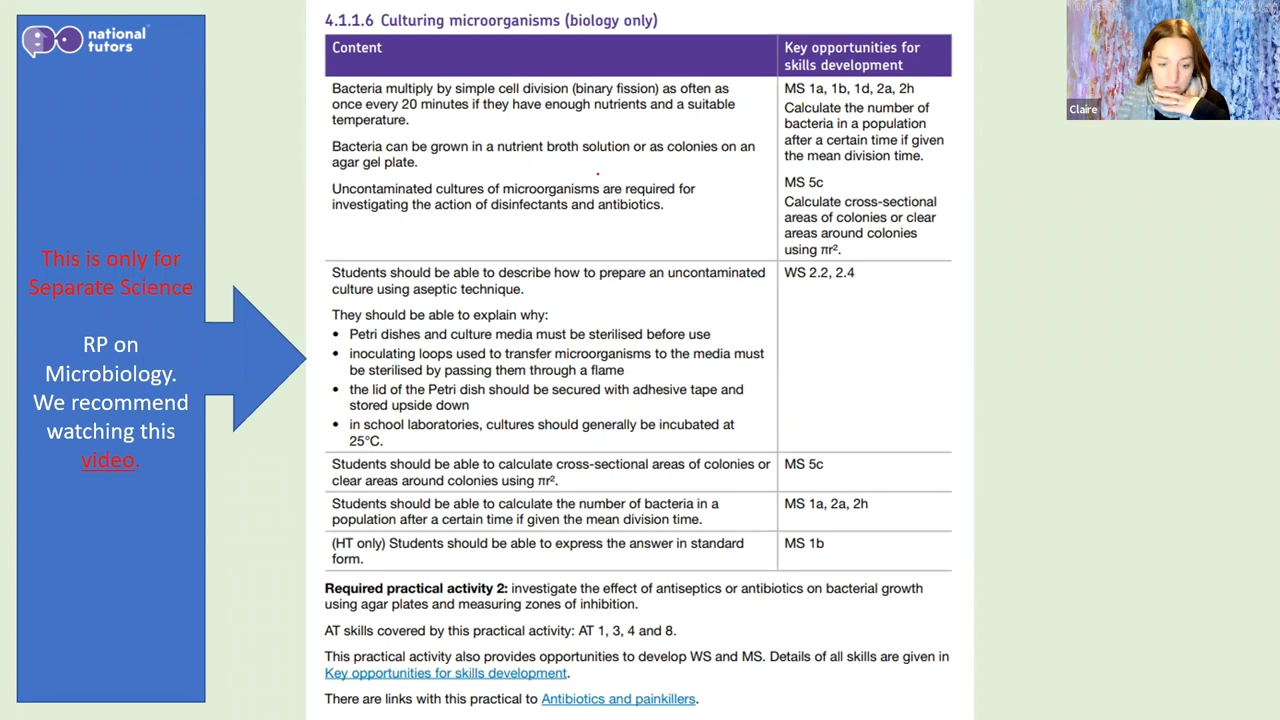 national
tutors
This is only for
Separate Science
RP on
Microbiology.
We recommend
watching this
video.
4.1.1.6 Culturing microorganisms (biology only)
Content
Key opportunities for
skills development
Bacteria multiply by simple cell division (binary fission) as often as
once every 20 minutes if they have enough nutrients and a suitable
temperature.
Bacteria can be grown in a nutrient broth solution or as colonies on an
agar gel plate.
Uncontaminated cultures of microorganisms are required for
investigating the action of disinfectants and antibiotics.
MS 1a, 1b, 1d, 2a, 2h
Calculate the number of
bacteria in a population
after a certain time if given
the mean division time.
MS 5c
Calculate cross-sectional
areas of colonies or clear
areas around colonies
using πr².
Students should be able to describe how to prepare an uncontaminated
culture using aseptic technique.
They should be able to explain why:
• Petri dishes and culture media must be sterilised before use
• inoculating loops used to transfer microorganisms to the media must
be sterilised by passing them through a flame
• the lid of the Petri dish should be secured with adhesive tape and
stored upside down
• in school laboratories, cultures should generally be incubated at
25°C.
WS 2.2, 2.4
Students should be able to calculate cross-sectional areas of colonies or
clear areas around colonies using πr².
MS 5c
Students should be able to calculate the number of bacteria in a
population after a certain time if given the mean division time.
MS 1a, 2a, 2h
(HT only) Students should be able to express the answer in standard
form.
MS 1b
Required practical activity 2: investigate the effect of antiseptics or antibiotics on bacterial growth
using agar plates and measuring zones of inhibition.
AT skills covered by this practical activity: AT 1, 3, 4 and 8.
This practical activity also provides opportunities to develop WS and MS. Details of all skills are given in
Key opportunities for skills development.
There are links with this practical to Antibiotics and painkillers.
Claire